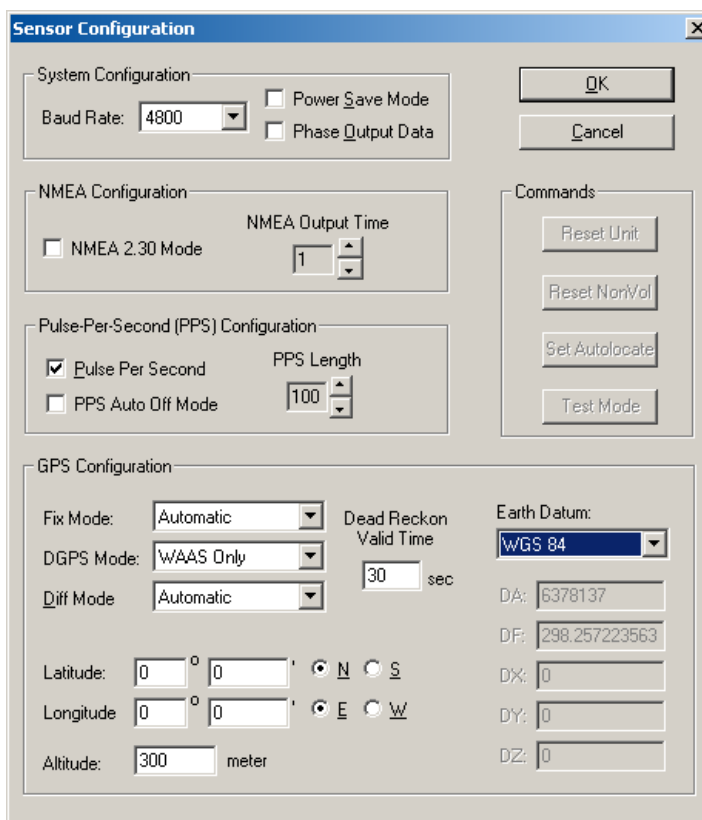 Sensor Configuration
System Configuration
Baud Rate: 4800
Power Save Mode
Phase Output Data
OK
Cancel
NMEA Configuration
NMEA 2.30 Mode
NMEA Output Time
1
Commands
Reset Unit
Reset NonVol
Set Autolocate
Test Mode
Pulse-Per-Second (PPS) Configuration
Pulse Per Second
PPS Auto Off Mode
PPS Length
100
GPS Configuration
Fix Mode: Automatic
DGPS Mode: WAAS Only
Diff Mode Automatic
Dead Reckon
Valid Time
30 sec
Earth Datum:
WGS 84
DA: 6378137
DF: 298.257223563
DX: 0
DY: 0
DZ: 0
Latitude: 0 ° 0 ' N S
Longitude 0 ° 0 ' E W
Altitude: 300 meter